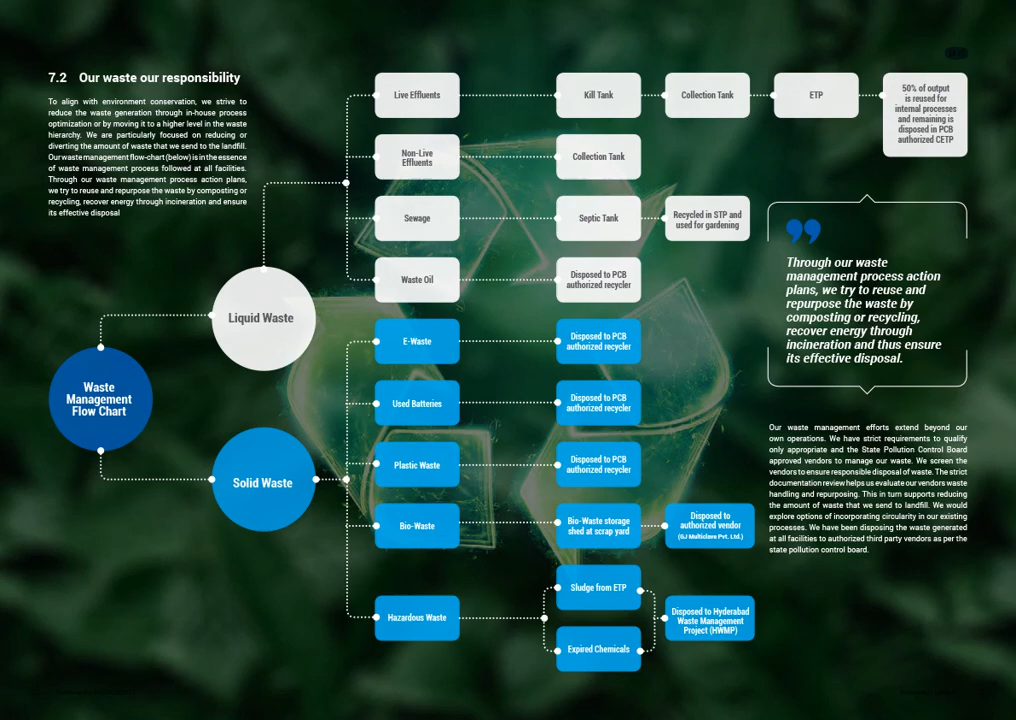 7.2 Our waste our responsibility
To align with environment conservation, we strive to
reduce the waste generation through in-house process
optimization or by moving it to a higher level in the waste
hierarchy. We are particularly focused on reducing or
diverting the amount of waste that we send to the landfill.
Our waste management flow-chart (below) is in the essence
of waste management process followed at all facilities.
Through our waste management process action plans,
we try to reuse and repurpose the waste by composting or
recycling, recover energy through incineration and ensure
its effective disposal
Waste
Management
Flow Chart
Liquid Waste
Solid Waste
Live Effluents
Kill Tank
Collection Tank
ETP
50% of output
is reused for
internal processes
and remaining is
disposed in PCB
authorized CETP
Non-Live
Effluents
Collection Tank
Sewage
Septic Tank
Recycled in STP and
used for gardening
Waste Oil
Disposed to PCB
authorized recycler
E-Waste
Disposed to PCB
authorized recycler
Used Batteries
Disposed to PCB
authorized recycler
Plastic Waste
Disposed to PCB
authorized recycler
Bio-Waste
Bio-Waste storage
shed at scrap yard
Disposed to
authorized vendor
(GJ Multiclave Pvt. Ltd.)
Hazardous Waste
Sludge from ETP
Expired Chemicals
Disposed to Hyderabad
Waste Management
Project (HWMP)
Through our waste
management process action
plans, we try to reuse and
repurpose the waste by
composting or recycling,
recover energy through
incineration and thus ensure
its effective disposal.
Our waste management efforts extend beyond our
own operations. We have strict requirements to qualify
only appropriate and the State Pollution Control Board
approved vendors to manage our waste. We screen the
vendors to ensure responsible disposal of waste. The strict
documentation review helps us evaluate our vendors waste
handling and repurposing. This in turn supports reducing
the amount of waste that we send to landfill. We would
explore options of incorporating circularity in our existing
processes. We have been disposing the waste generated
at all facilities to authorized third party vendors as per the
state pollution control board.